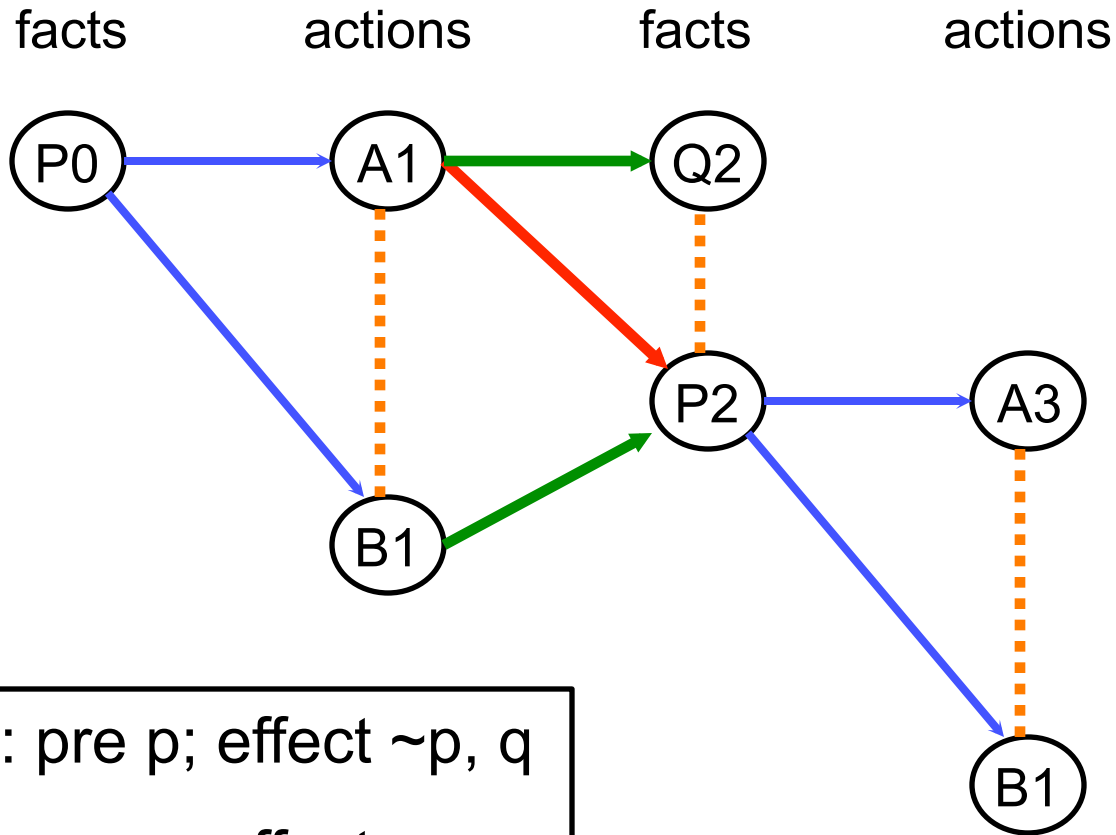 facts actions facts actions
P0 A1 Q2
P2 A3
B1
: pre p; effect ~p, q
B1